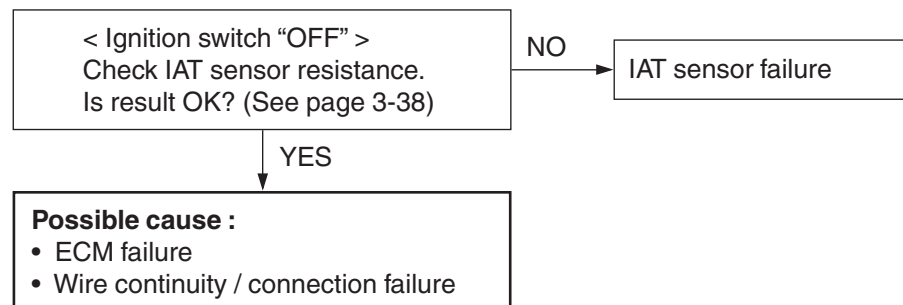 < Ignition switch “OFF” >
Check IAT sensor resistance.
Is result OK? (See page 3-38)
NO
IAT sensor failure
YES
Possible cause :
• ECM failure
• Wire continuity / connection failure